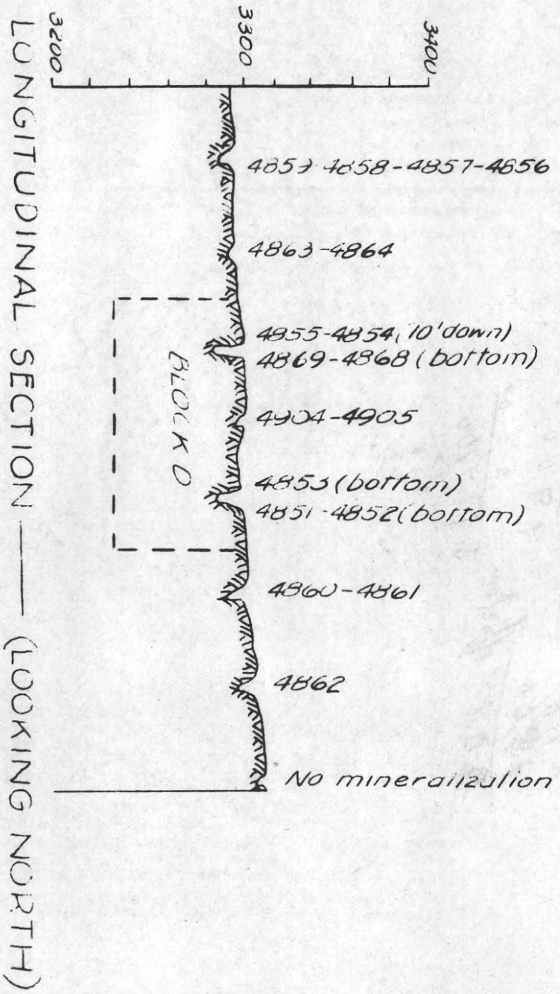 3400
3300
3200
4859-4858-4857-4856
4863-4864
4855-4854 (10' down)
4869-4868 (bottom)
4904-4905
4853 (bottom)
4851-4852 (bottom)
4860-4861
4862
No mineralization
BLOCK D
LONGITUDINAL SECTION — (LOOKING NORTH)